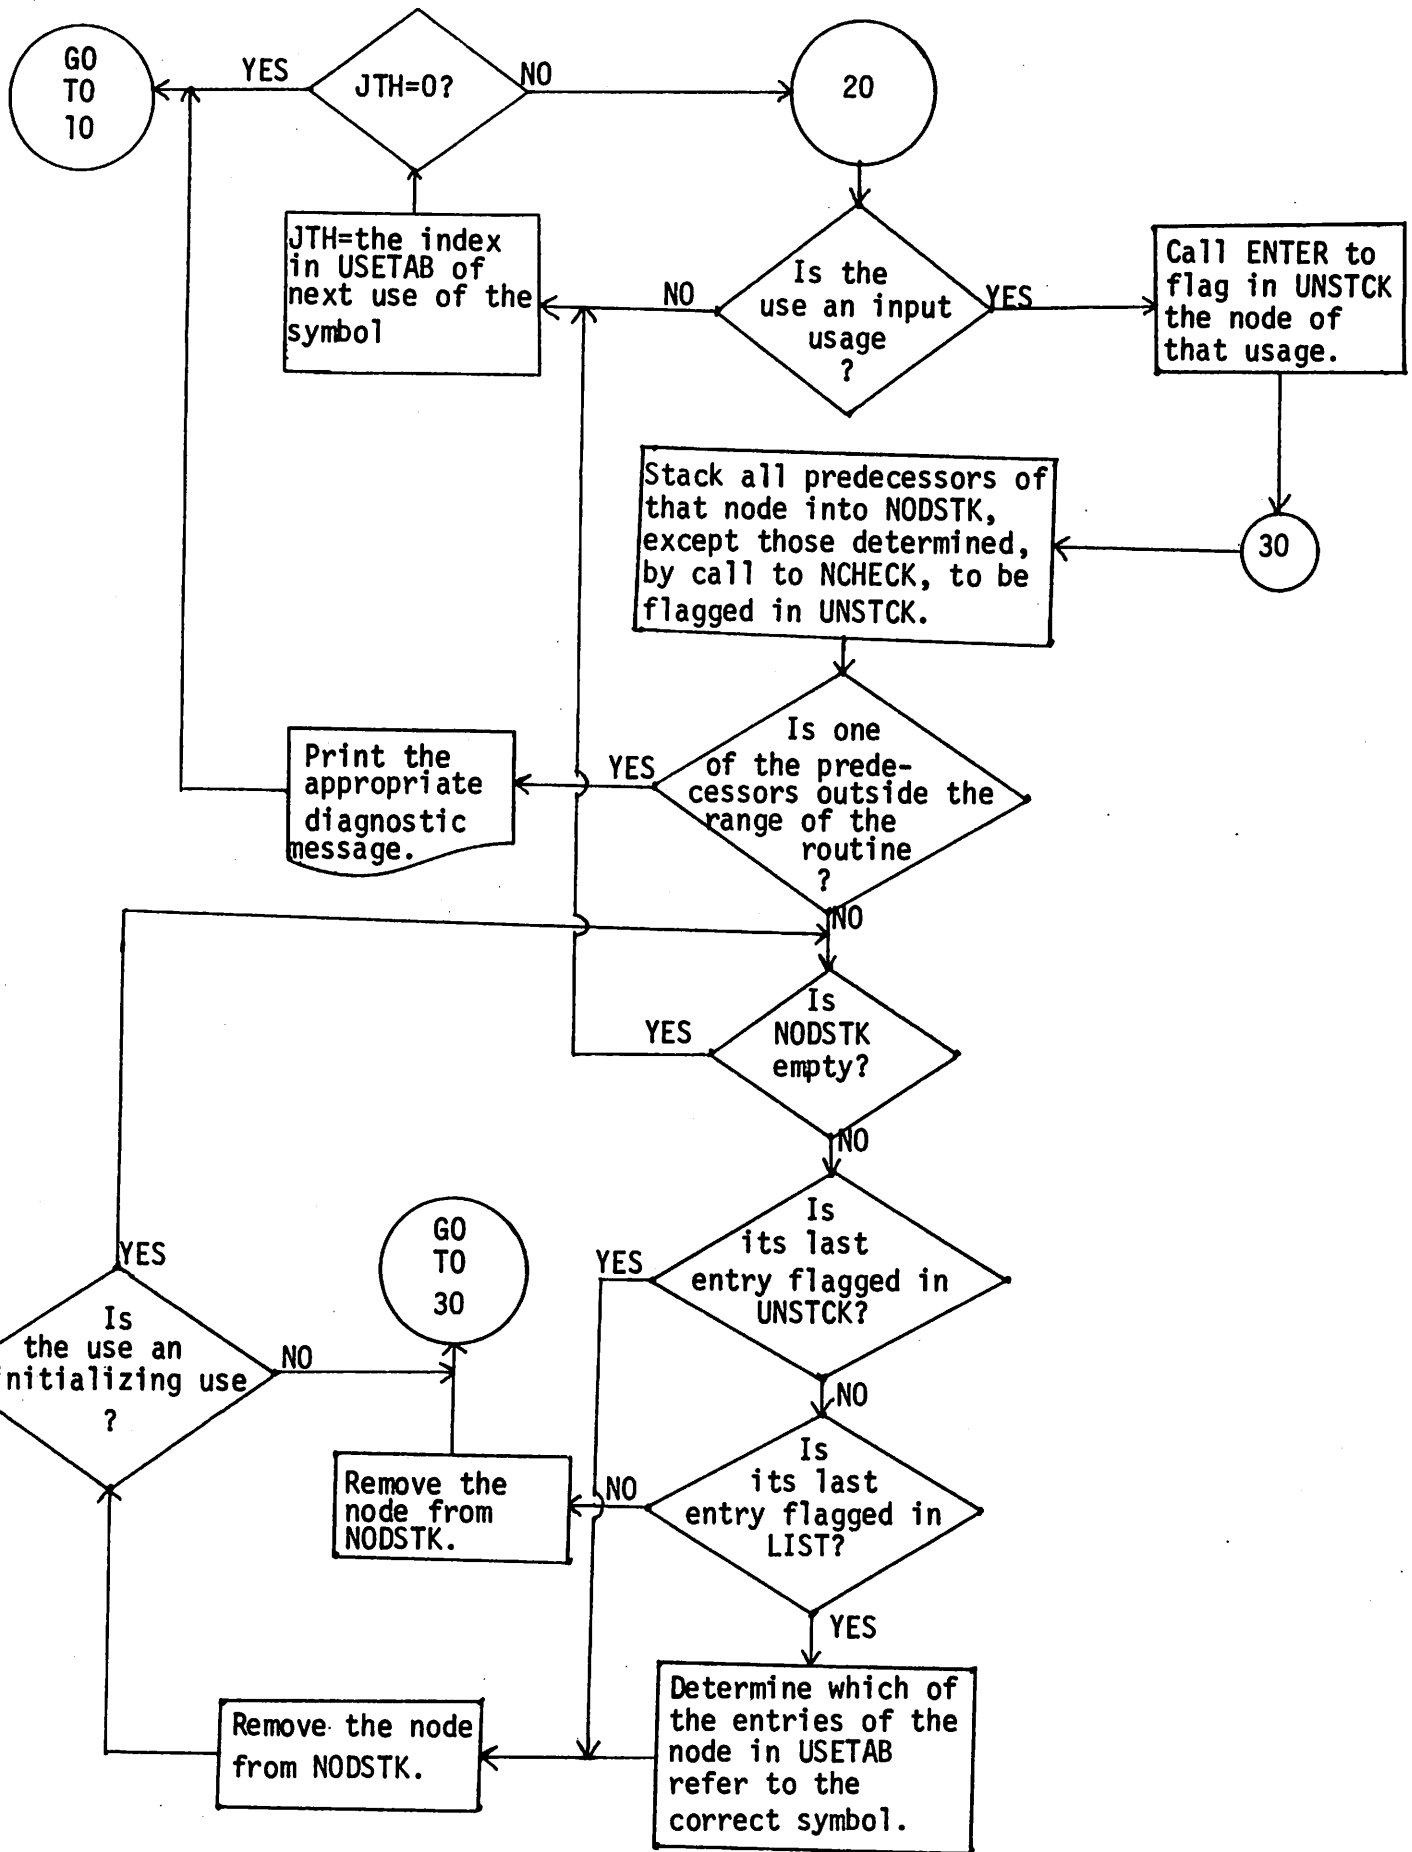 GO
TO
10
YES
JTH=0?
NO
20
JTH=the index
in USETAB of
next use of the
symbol
NO
Is the
use an input
usage
?
YES
Call ENTER to
flag in UNSTCK
the node of
that usage.
Stack all predecessors of
that node into NODSTK,
except those determined,
by call to NCHECK, to be
flagged in UNSTCK.
30
Print the
appropriate
diagnostic
message.
YES
Is one
of the prede-
cessors outside the
range of the
routine
?
NO
YES
Is
NODSTK
empty?
NO
GO
TO
30
YES
Is
its last
entry flagged in
UNSTCK?
NO
YES
Is
the use an
nitializing use
?
NO
Remove the
node from
NODSTK.
NO
Is
its last
entry flagged in
LIST?
YES
Remove the node
from NODSTK.
Determine which of
the entries of the
node in USETAB
refer to the
correct symbol.